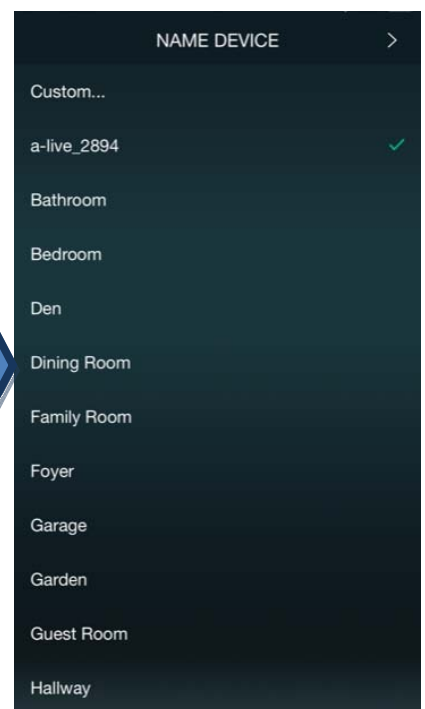 NAME DEVICE
Custom...
a-live_2894
Bathroom
Bedroom
Den
Dining Room
Family Room
Foyer
Garage
Garden
Guest Room
Hallway